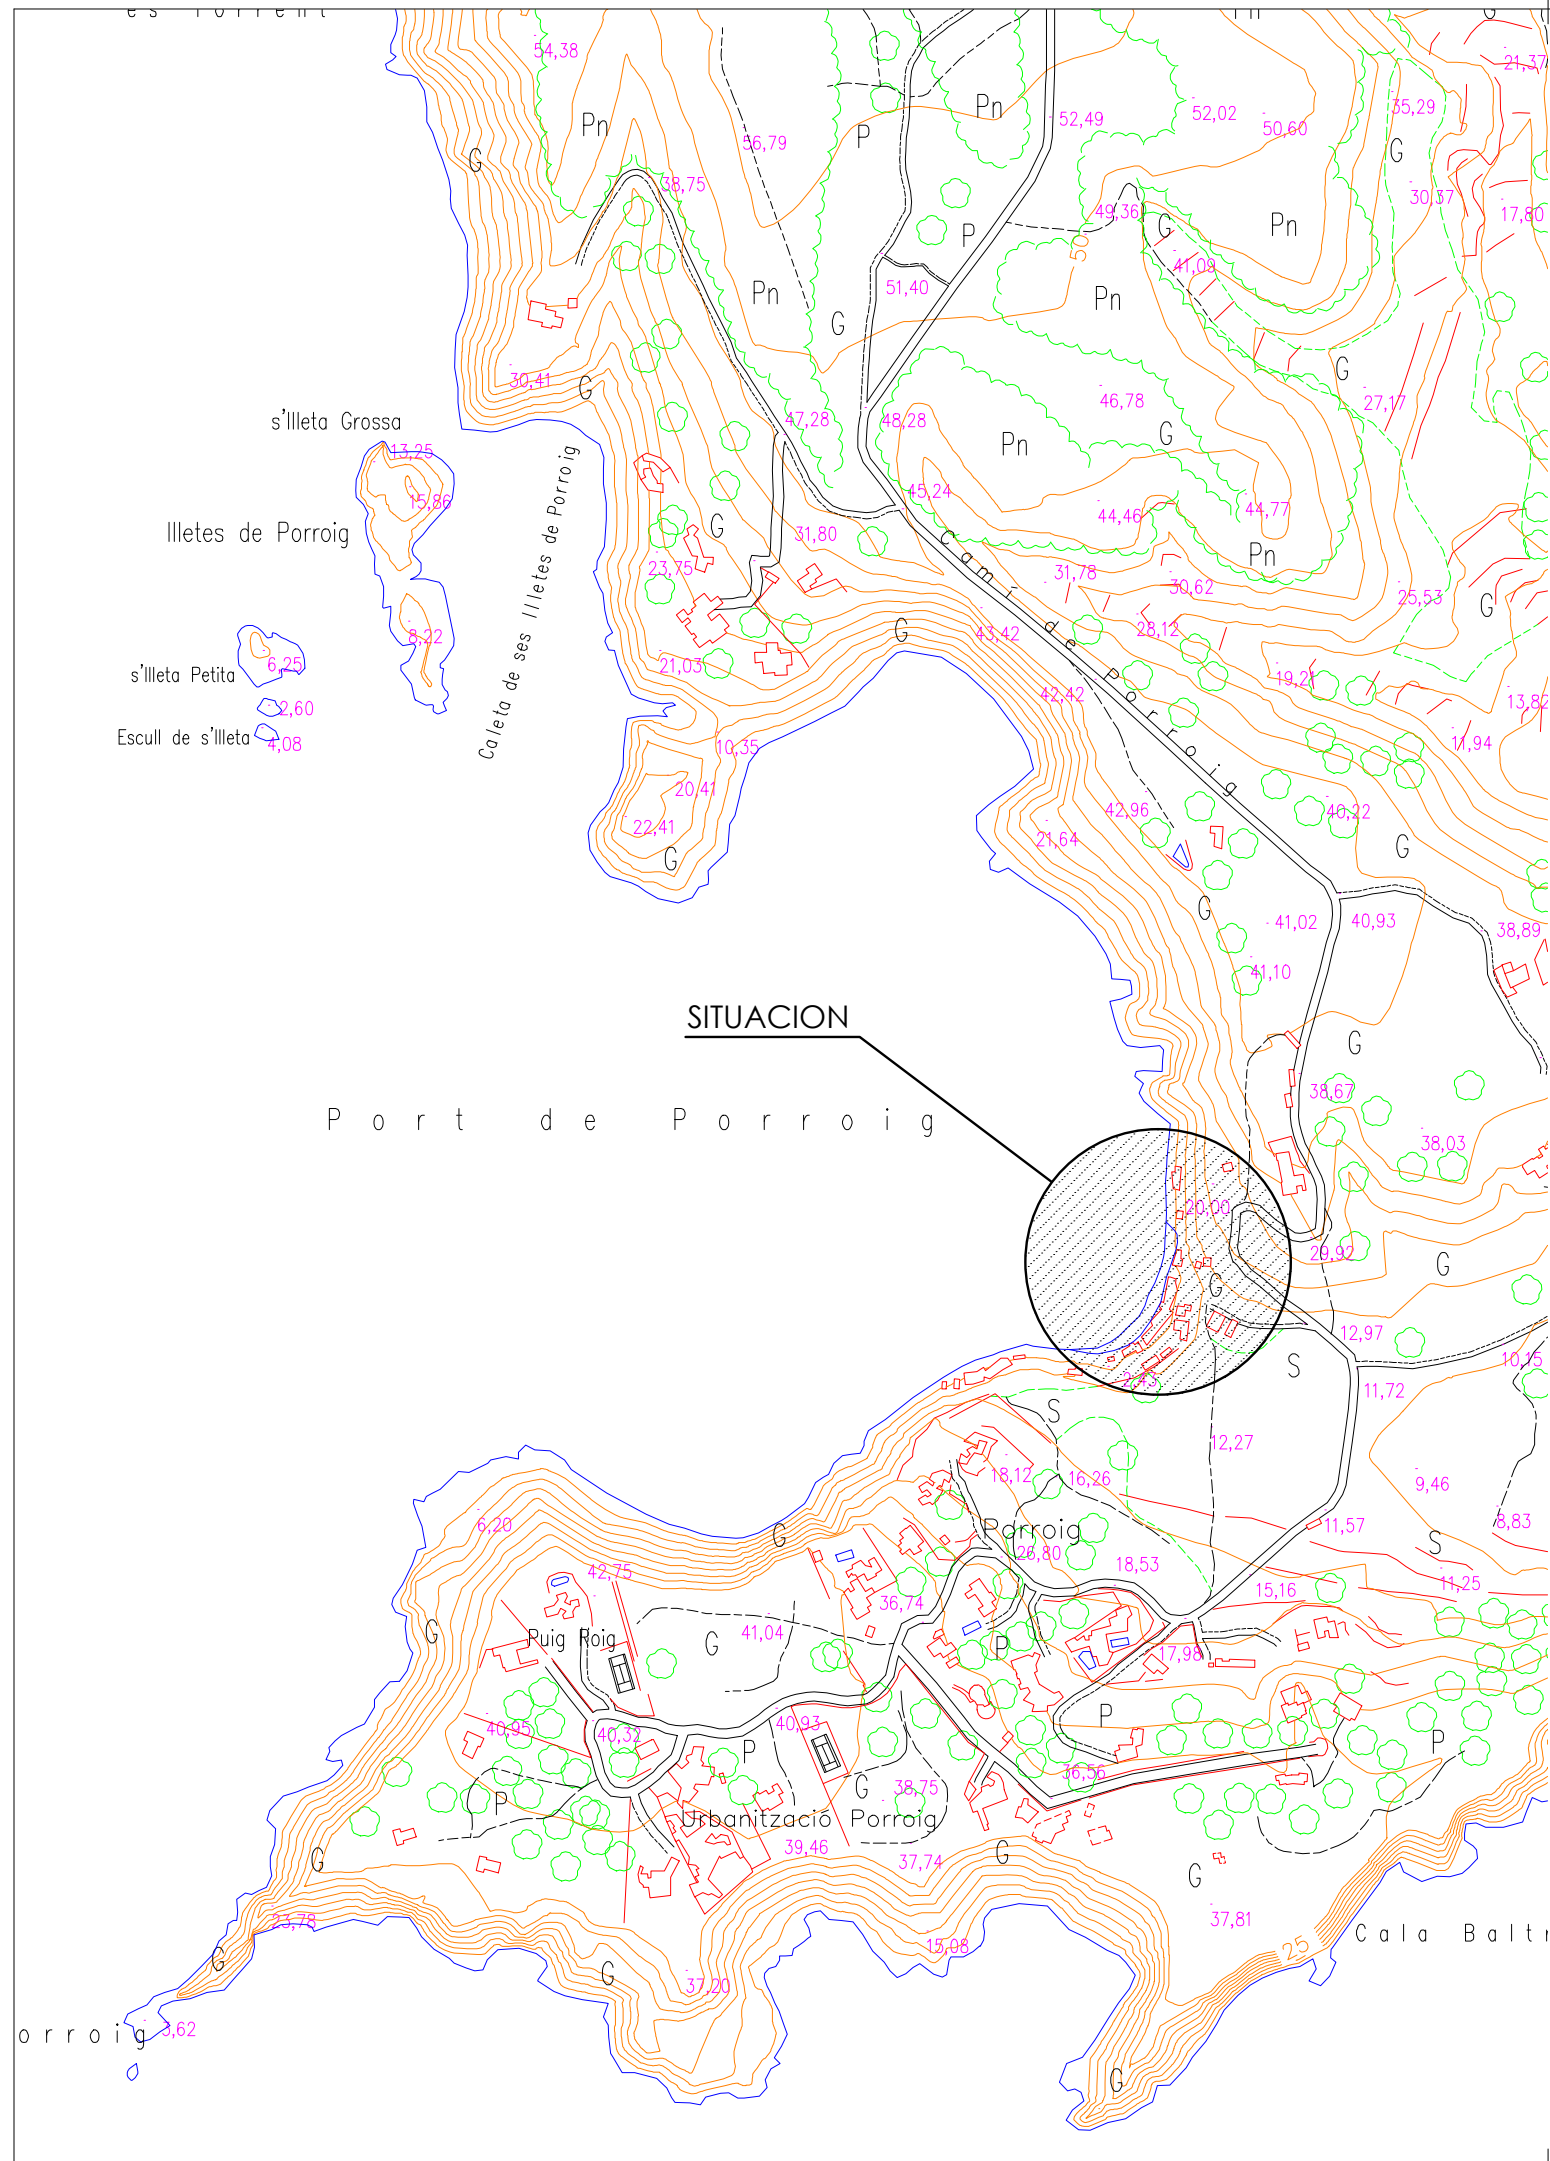 es Torrent
G
G
54,38
21,37
Pn
Pn
52,49
52,02
50,60
35,29
56,79
P
G
G
38,75
30,37
49,36
G
Pn
17,80
P
50
41,09
51,40
Pn
Pn
G
30,41
G
G
46,78
27,17
s'Illeta Grossa
47,28
48,28
G
13,25
Pn
15,86
45,24
44,46
44,77
Illetes de Porroig
G
31,80
Camí de Porroig
Pn
Caleta de ses Illetes de Porroig
23,75
31,78
30,62
25,53
G
8,22
G
43,42
28,12
6,25
21,03
s'Illeta Petita
19,21
42,42
13,82
2,60
Escull de s'Illeta
4,08
10,35
11,94
20,41
22,41
42,96
40,22
21,64
G
G
G
41,02
40,93
38,89
41,10
SITUACION
G
38,67
Port de Porroig
38,03
20,00
29,92
G
G
12,97
10,15
S
2,43
11,72
S
12,27
18,12
16,26
9,46
6,20
G
Porroig
11,57
8,83
26,80
18,53
S
42,75
15,16
11,25
36,74
G
41,04
Puig Roig
G
P
17,98
40,95
40,32
40,93
P
P
P
36,56
38,75
G
P
Urbanització Porroig
39,46
37,74
G
G
G
23,78
37,81
15,08
Cala Balt
25
G
G
37,20
3,62
orroig
G